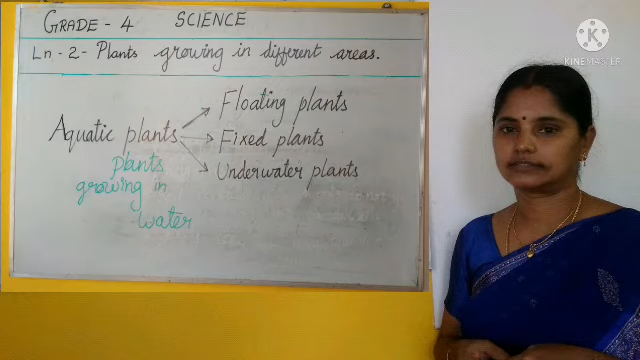 GRADE - 4 SCIENCE
Ln - 2 - Plants growing in different areas.
Floating plants
Aquatic plants
Fixed plants
Underwater plants
plants
growing in
water
KINEMASTER